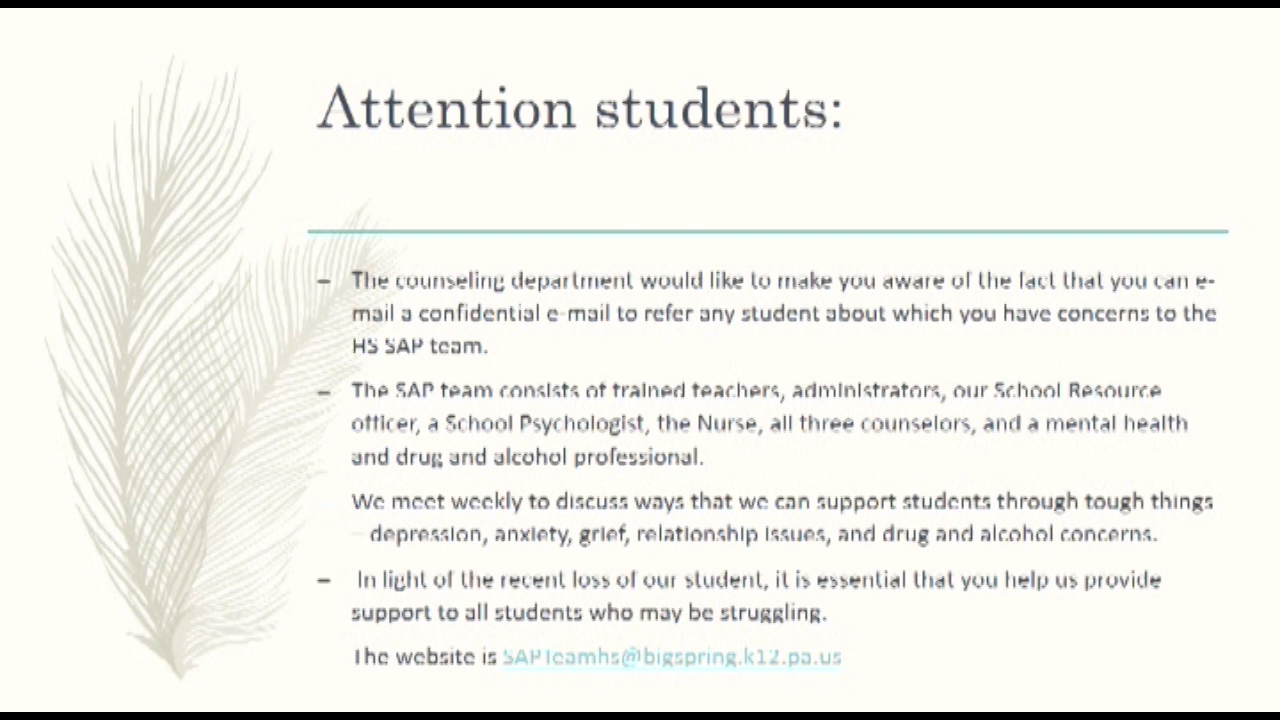 Attention students:
– The counseling department would like to make you aware of the fact that you can e-
mail a confidential e-mail to refer any student about which you have concerns to the
HS SAP team.
– The SAP team consists of trained teachers, administrators, our School Resource
officer, a School Psychologist, the Nurse, all three counselors, and a mental health
and drug and alcohol professional.
We meet weekly to discuss ways that we can support students through tough things
– depression, anxiety, grief, relationship issues, and drug and alcohol concerns.
– In light of the recent loss of our student, it is essential that you help us provide
support to all students who may be struggling.
The website is SAPTeamhs@bigspring.k12.pa.us